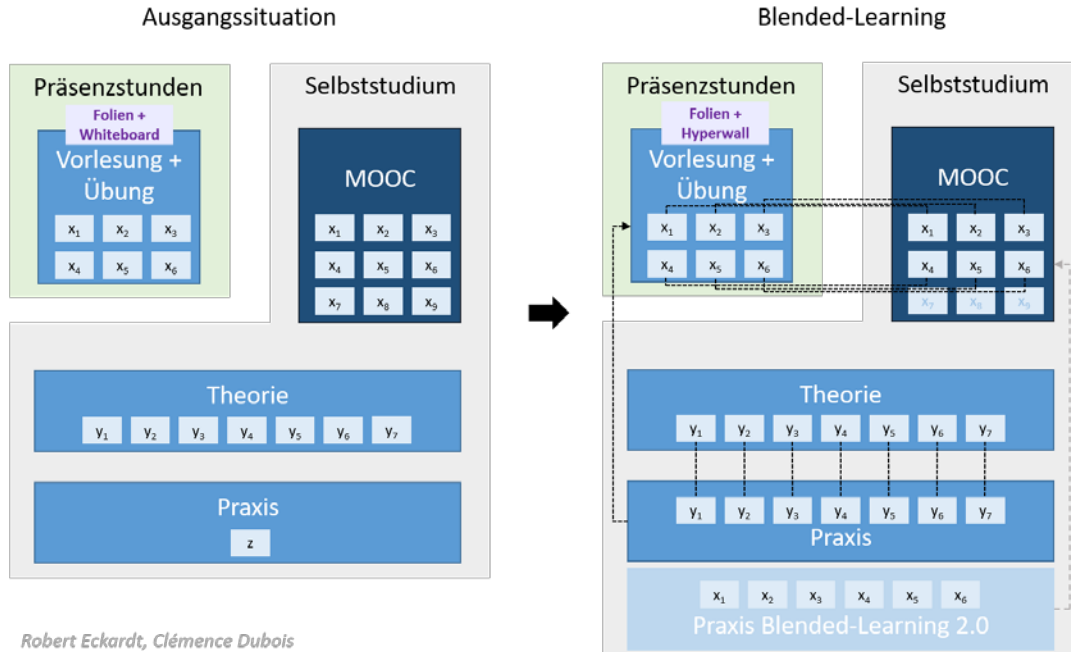 Ausgangssituation
Präsenzstunden
Folien +
Whiteboard
Vorlesung +
Übung
x₁ x₂ x₃
x₄ x₅ x₆
Selbststudium
MOOC
x₁ x₂ x₃
x₄ x₅ x₆
x₇ x₈ x₉
Theorie
y₁ y₂ y₃ y₄ y₅ y₆ y₇
Praxis
z
Robert Eckardt, Clémence Dubois
Blended-Learning
Präsenzstunden
Folien +
Hyperwall
Vorlesung +
Übung
x₁ x₂ x₃
x₄ x₅ x₆
Selbststudium
MOOC
x₁ x₂ x₃
x₄ x₅ x₆
x₇ x₈ x₉
Theorie
y₁ y₂ y₃ y₄ y₅ y₆ y₇
y₁ y₂ y₃ y₄ y₅ y₆ y₇
Praxis
x₁ x₂ x₃ x₄ x₅ x₆
Praxis Blended-Learning 2.0